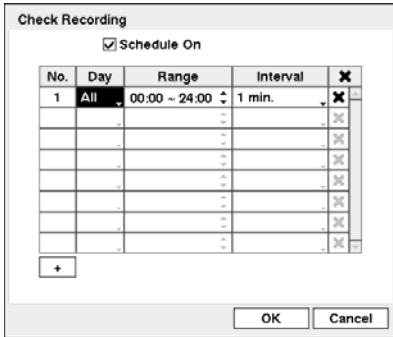 Check Recording
Schedule On
No. Day Range Interval
1 All 00:00 ~ 24:00 1 min.
+
OK Cancel